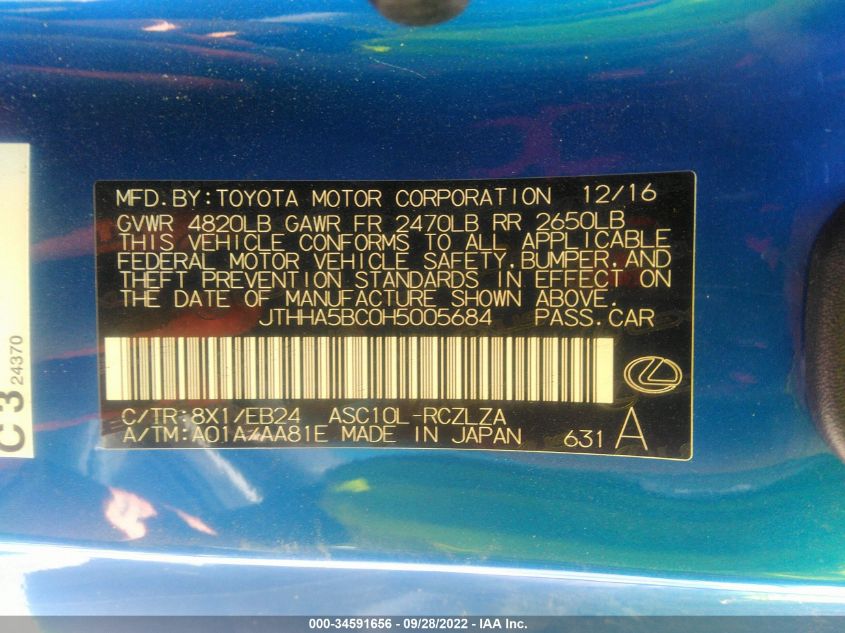 MFD.BY:TOYOTA MOTOR CORPORATION 12/16
GVWR 4820LB GAWR FR 2470LB RR 2650LB
THIS VEHICLE CONFORMS TO ALL APPLICABLE
FEDERAL MOTOR VEHICLE SAFETY,BUMPER,AND
THEFT PREVENTION STANDARDS IN EFFECT ON
THE DATE OF MANUFACTURE SHOWN ABOVE.
JTHHA5BC0H5005684 PASS.CAR
C/TR:8X1/EB24 ASC10L-RCZLZA
A/TM:A01A/AA81E MADE IN JAPAN 631 A
C3 24370
000-34591656 / 09/28/2022 / IAA Inc.